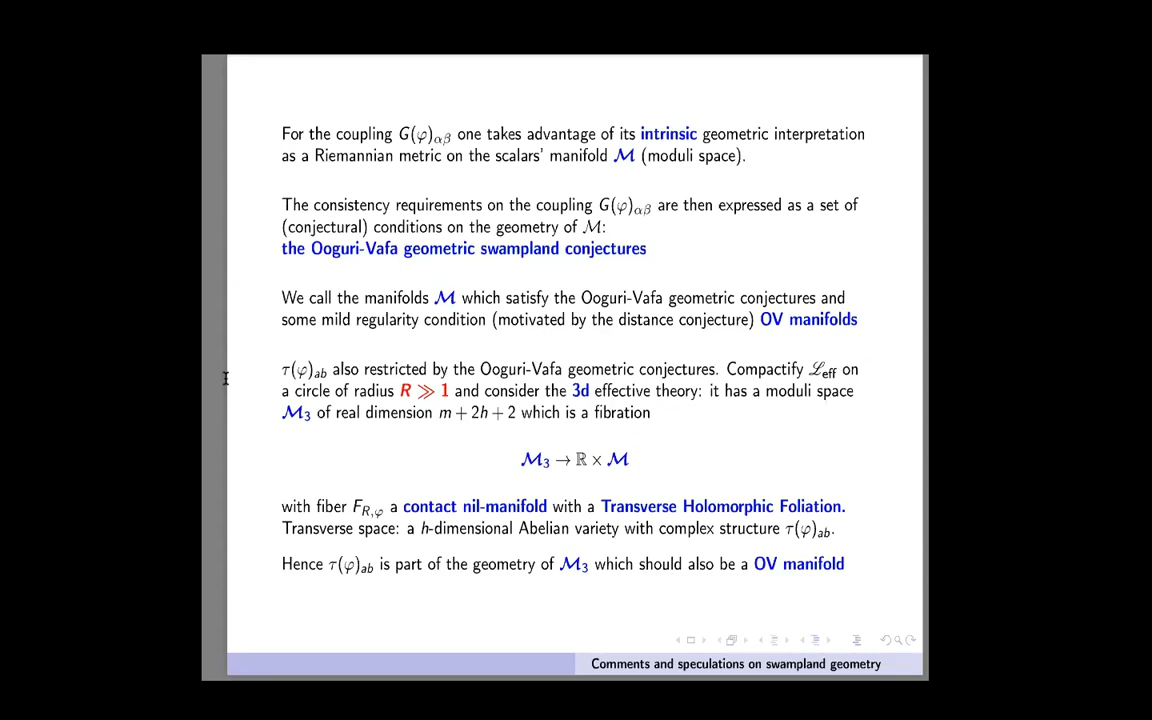 For the coupling G(φ)αβ one takes advantage of its intrinsic geometric interpretation
as a Riemannian metric on the scalars' manifold ℳ (moduli space).
The consistency requirements on the coupling G(φ)αβ are then expressed as a set of
(conjectural) conditions on the geometry of ℳ:
the Ooguri-Vafa geometric swampland conjectures
We call the manifolds ℳ which satisfy the Ooguri-Vafa geometric conjectures and
some mild regularity condition (motivated by the distance conjecture) OV manifolds
τ(φ)ab also restricted by the Ooguri-Vafa geometric conjectures. Compactify ℒeff on
a circle of radius R ≫ 1 and consider the 3d effective theory: it has a moduli space
ℳ3 of real dimension m + 2h + 2 which is a fibration
ℳ3 → ℝ × ℳ
with fiber FR,φ a contact nil-manifold with a Transverse Holomorphic Foliation.
Transverse space: a h-dimensional Abelian variety with complex structure τ(φ)ab.
Hence τ(φ)ab is part of the geometry of ℳ3 which should also be a OV manifold
Comments and speculations on swampland geometry